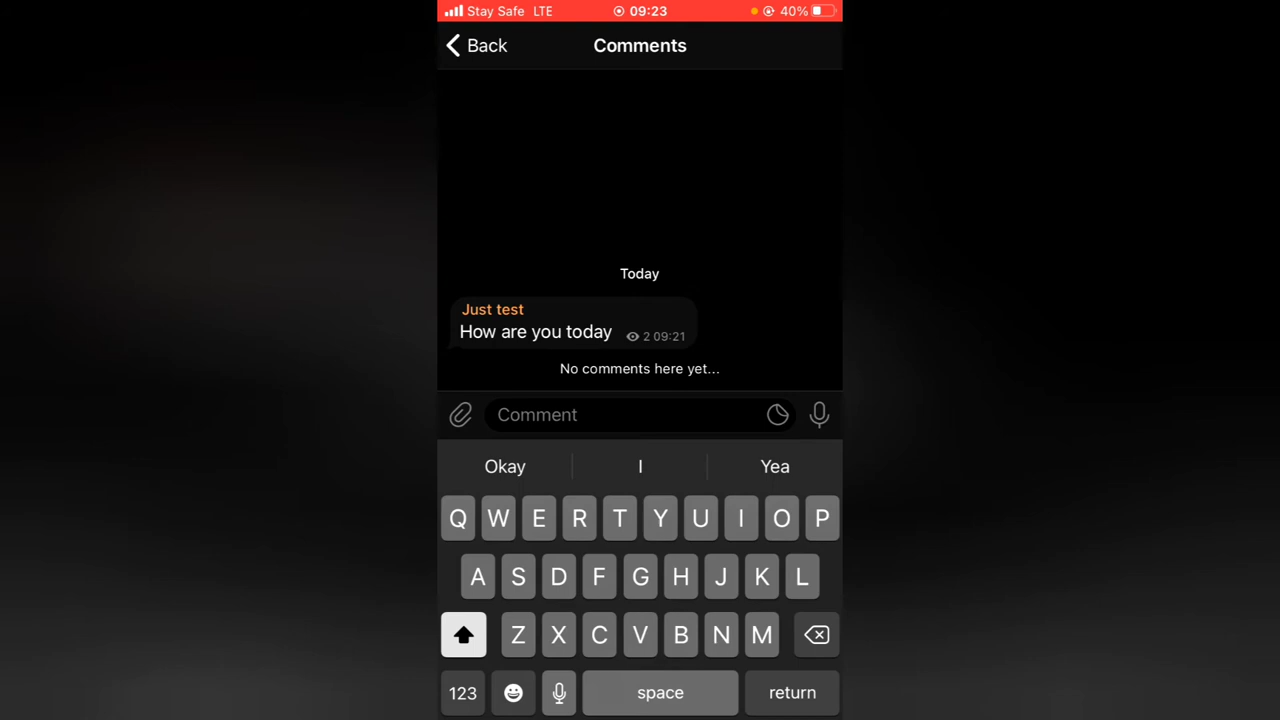 Stay Safe LTE 09:23 40%
Back Comments
Today
Just test
How are you today 2 09:21
No comments here yet...
Comment
Okay I Yea
Q W E R T Y U I O P
A S D F G H J K L
Z X C V B N M
123 space return